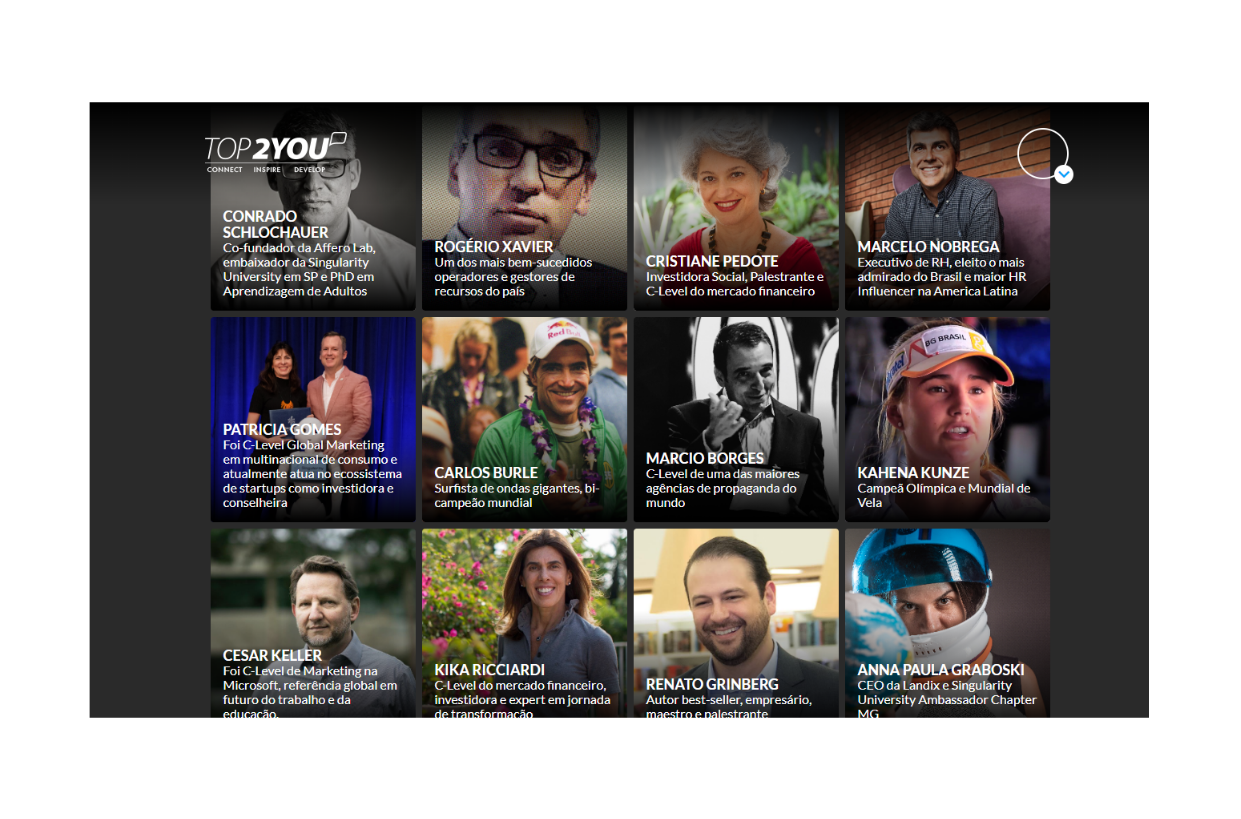 TOP 2YOU
CONNECT INSPIRE DEVELOP
CONRADO
SCHLOCHAUER
Co-fundador da Affero Lab,
embaixador da Singularity
University em SP e PhD em
Aprendizagem de Adultos
ROGÉRIO XAVIER
Um dos mais bem-sucedidos
operadores e gestores de
recursos do país
CRISTIANE PEDOTE
Investidora Social, Palestrante e
C-Level do mercado financeiro
MARCELO NOBREGA
Executivo de RH, eleito o mais
admirado do Brasil e maior HR
Influencer na America Latina
PATRICIA GOMES
Foi C-Level Global Marketing
em multinacional de consumo e
atualmente atua no ecossistema
de startups como investidora e
conselheira
Red Bull
CARLOS BURLE
Surfista de ondas gigantes, bi-
campeão mundial
MARCIO BORGES
C-Level de uma das maiores
agências de propaganda do
mundo
BG BRASIL
KAHENA KUNZE
Campeã Olímpica e Mundial de
Vela
CESAR KELLER
Foi C-Level de Marketing na
Microsoft, referência global em
futuro do trabalho e da
educação.
KIKA RICCIARDI
C-Level do mercado financeiro,
investidora e expert em jornada
de transformação
RENATO GRINBERG
Autor best-seller, empresário,
maestro e palestrante
ANNA PAULA GRABOSKI
CEO da Landix e Singularity
University Ambassador Chapter
MG